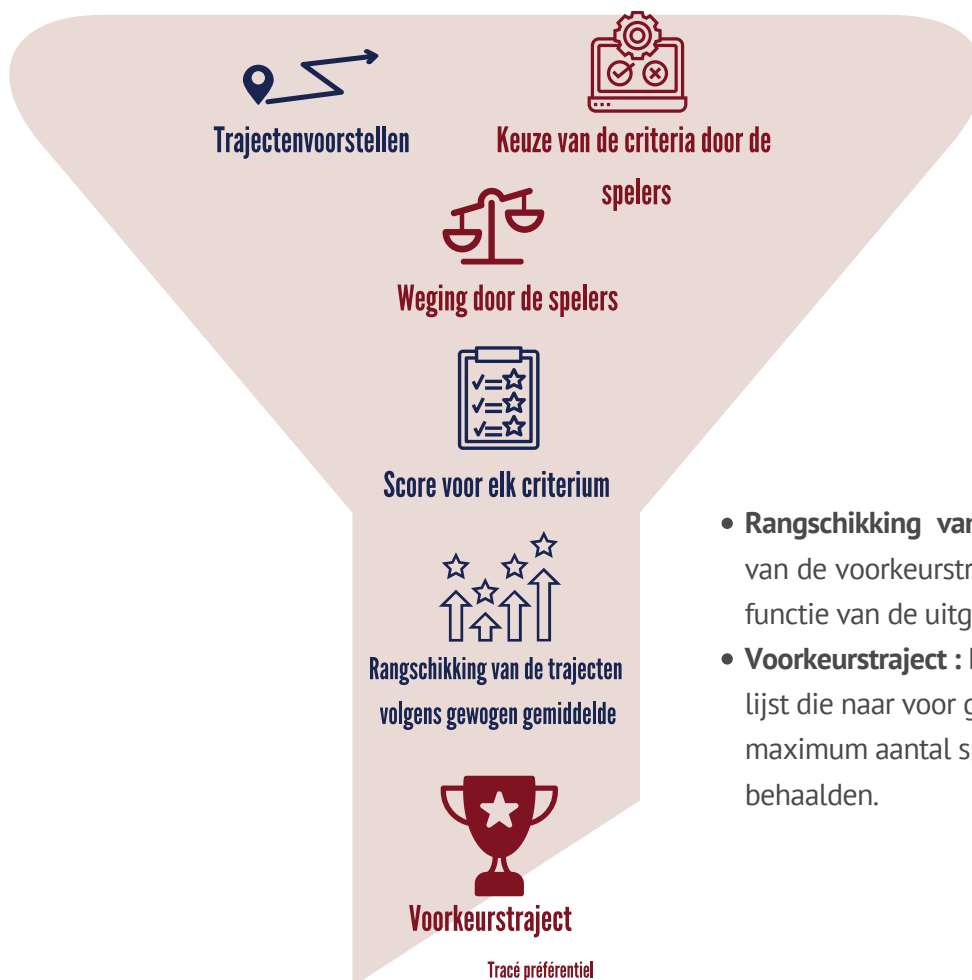 Trajectenvoorstellen
Keuze van de criteria door de
spelers
Weging door de spelers
Score voor elk criterium
Rangschikking van de trajecten
volgens gewogen gemiddelde
Voorkeurstraject
Tracé préférentiel
• Rangschikking
van de voorkeurstr
functie van de uitg
• Voorkeurstraject :
lijst die naar voor g
maximum aantal s
behaalden.